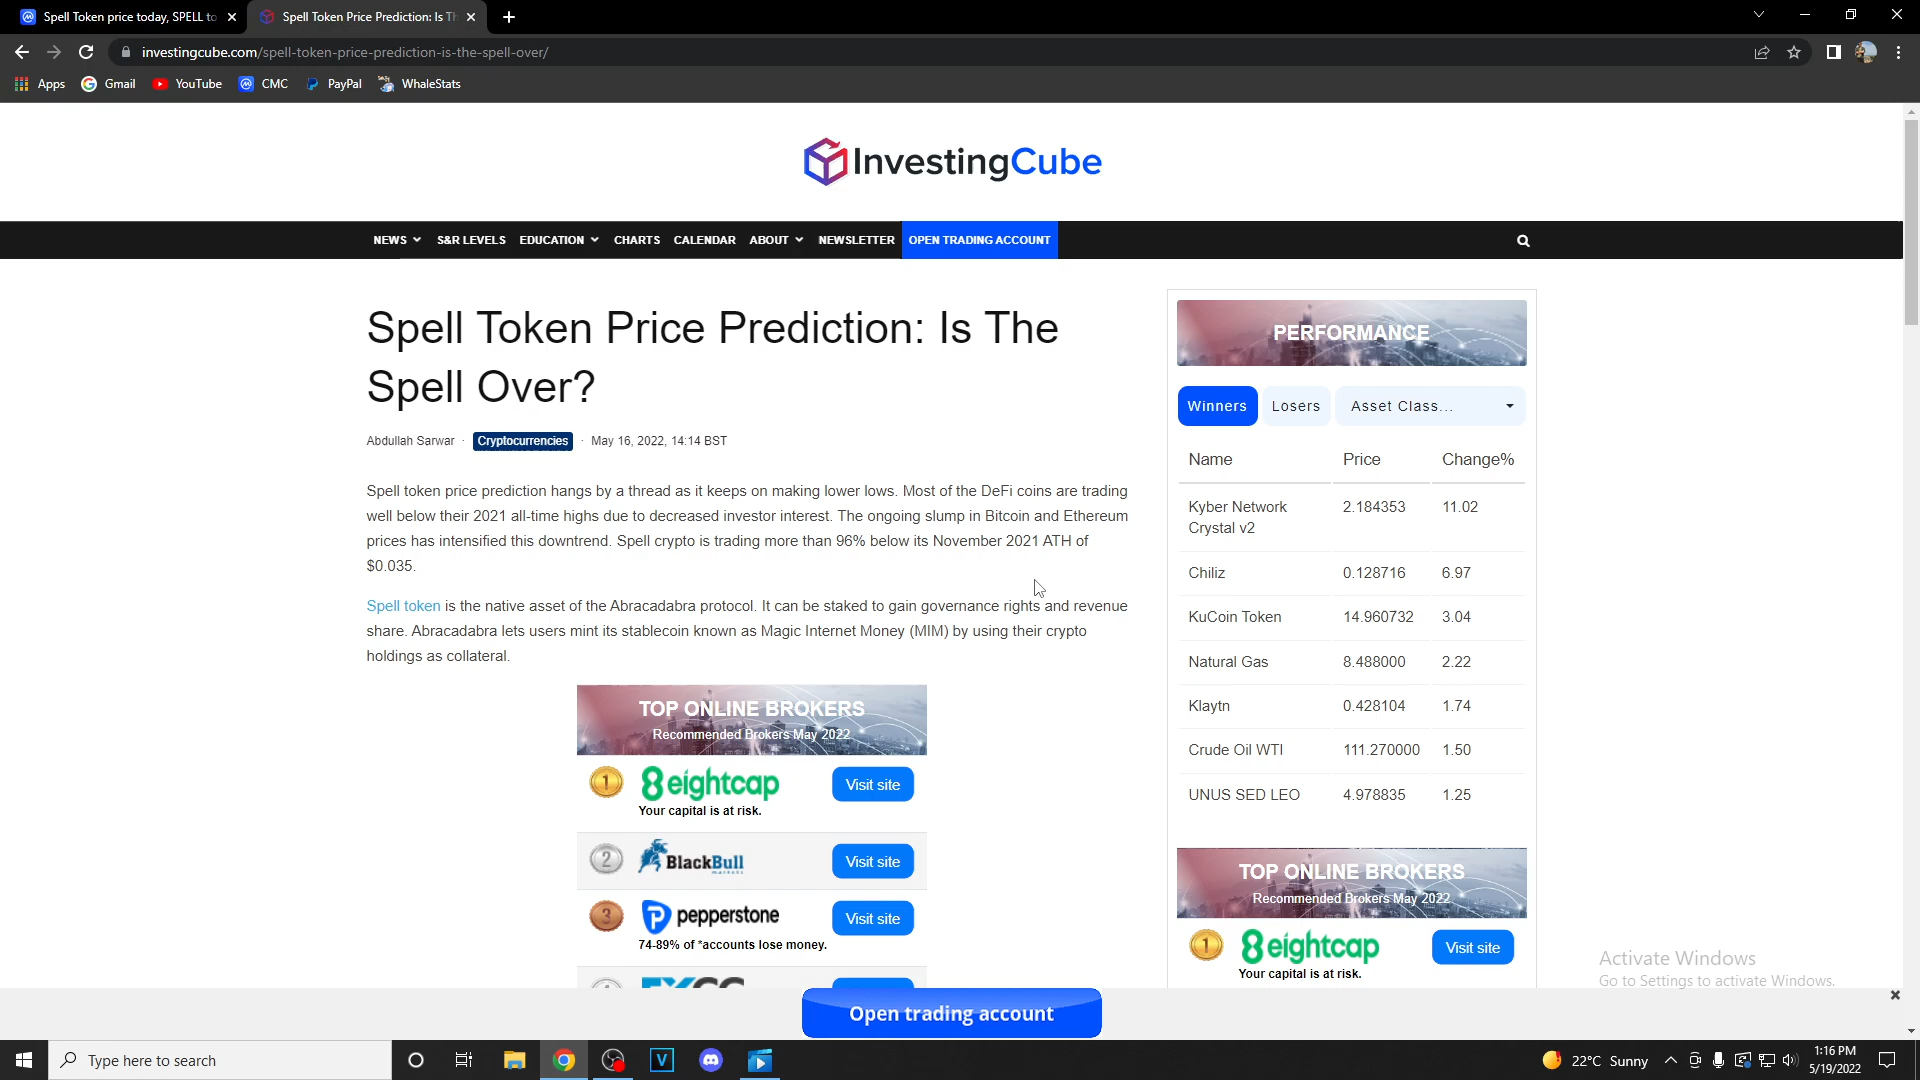 Spell Token price today, SPELL to
Spell Token Price Prediction: Is Th
investingcube.com/spell-token-price-prediction-is-the-spell-over/
Apps
Gmail
YouTube
CMC
PayPal
WhaleStats
InvestingCube
NEWS
S&R LEVELS
EDUCATION
CHARTS
CALENDAR
ABOUT
NEWSLETTER
OPEN TRADING ACCOUNT
Spell Token Price Prediction: Is The
Spell Over?
Abdullah Sarwar · Cryptocurrencies · May 16, 2022, 14:14 BST
Spell token price prediction hangs by a thread as it keeps on making lower lows. Most of the DeFi coins are trading
well below their 2021 all-time highs due to decreased investor interest. The ongoing slump in Bitcoin and Ethereum
prices has intensified this downtrend. Spell crypto is trading more than 96% below its November 2021 ATH of
$0.035.
Spell token is the native asset of the Abracadabra protocol. It can be staked to gain governance rights and revenue
share. Abracadabra lets users mint its stablecoin known as Magic Internet Money (MIM) by using their crypto
holdings as collateral.
TOP ONLINE BROKERS
Recommended Brokers May 2022
1 8eightcap Visit site
Your capital is at risk.
2 BlackBull markets Visit site
3 pepperstone Visit site
74-89% of *accounts lose money.
PERFORMANCE
Winners Losers Asset Class...
Name Price Change%
Kyber Network Crystal v2 2.184353 11.02
Chiliz 0.128716 6.97
KuCoin Token 14.960732 3.04
Natural Gas 8.488000 2.22
Klaytn 0.428104 1.74
Crude Oil WTI 111.270000 1.50
UNUS SED LEO 4.978835 1.25
TOP ONLINE BROKERS
Recommended Brokers May 2022
1 8eightcap Visit site
Your capital is at risk.
Activate Windows
Go to Settings to activate Windows.
Open trading account
Type here to search
V
22°C Sunny
1:16 PM
5/19/2022